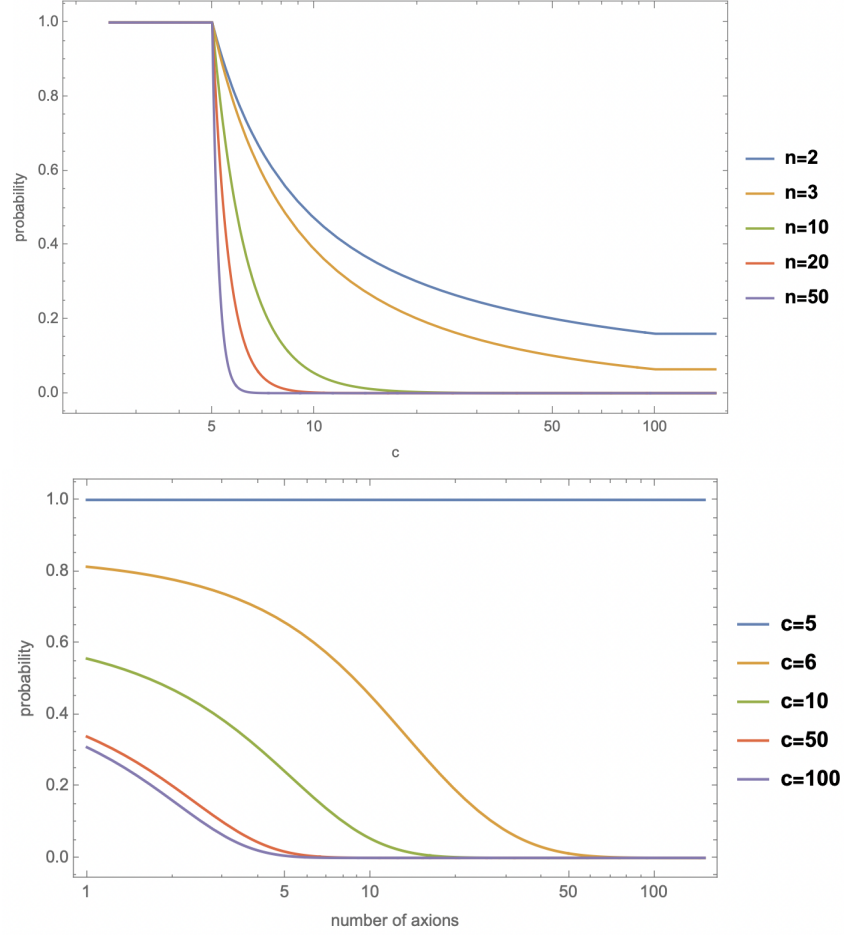 1.0
0.8
0.6
0.4
0.2
0.0
probability
5 10 50 100
c
n=2
n=3
n=10
n=20
n=50
1.0
0.8
0.6
0.4
0.2
0.0
probability
1 5 10 50 100
number of axions
c=5
c=6
c=10
c=50
c=100